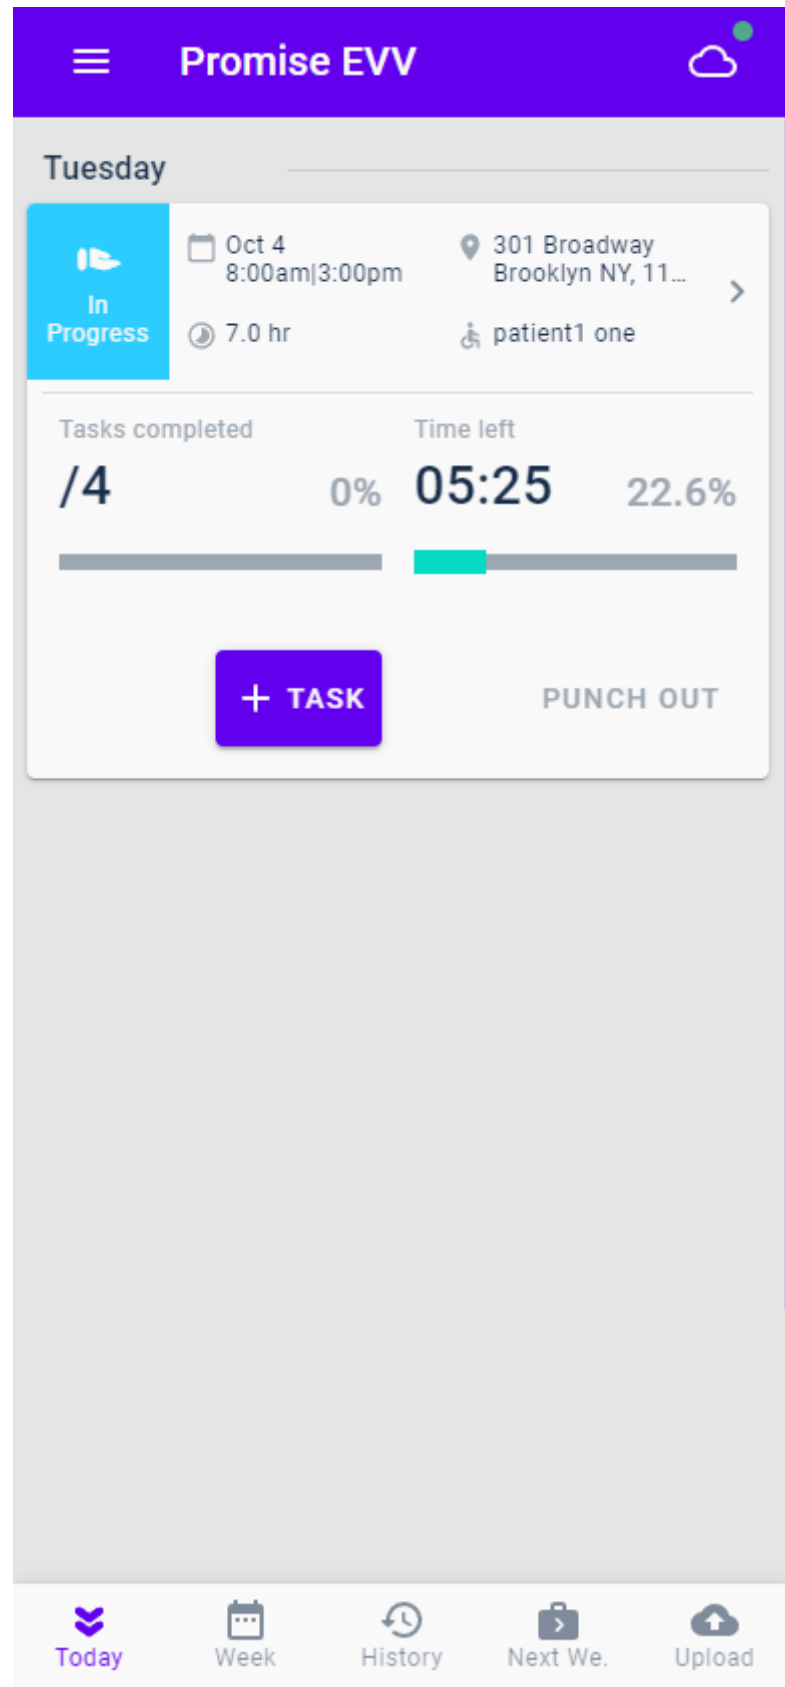 Promise EVV
Tuesday
In
Progress
Oct 4
8:00am|3:00pm
7.0 hr
301 Broadway
Brooklyn NY, 11...
patient1 one
Tasks completed
/4
0%
Time left
05:25
22.6%
+ TASK
PUNCH OUT
Today
Week
History
Next We.
Upload